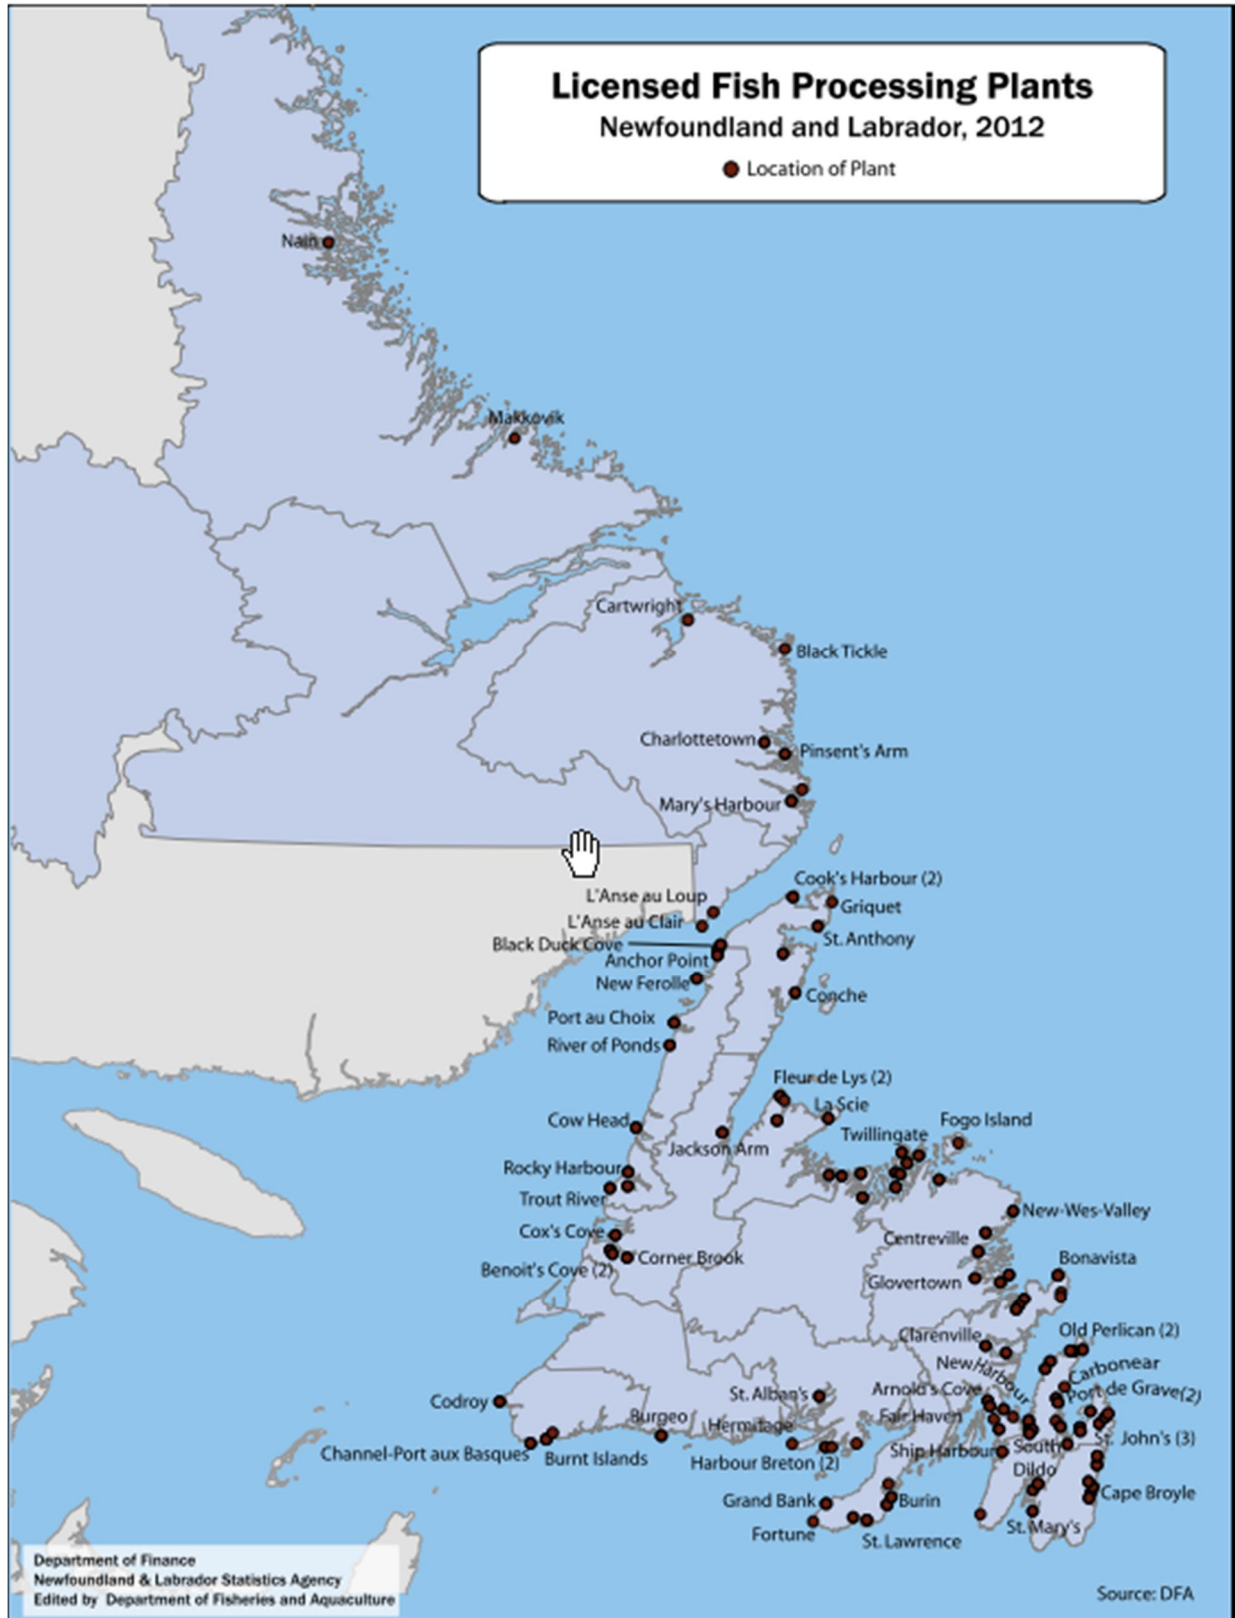 Licensed Fish Processing Plants
Newfoundland and Labrador, 2012
Location of Plant
Nain
Makkovik
Cartwright
Black Tickle
Charlottetown
Pinsent's Arm
Mary's Harbour
Cook's Harbour (2)
L'Anse au Loup
Griquet
L'Anse au Clair
St. Anthony
Black Duck Cove
Anchor Point
New Ferolle
Conche
Port au Choix
River of Ponds
Fleur de Lys (2)
La Scie
Cow Head
Fogo Island
Twillingate
Jackson Arm
Rocky Harbour
Trout River
New-Wes-Valley
Cox's Cove
Centreville
Corner Brook
Bonavista
Benoit's Cove (2)
Glovertown
Old Perlican (2)
Clarenville
New Harbour
Carbonear
Arnold's Cove
Port de Grave(2)
St. Alban's
Codroy
Burgeo
Hermitage
Fair Haven
St. John's (3)
Channel-Port aux Basques
Burnt Islands
Harbour Breton (2)
Ship Harbour
South
Dildo
Cape Broyle
Grand Bank
Burin
Fortune
St. Lawrence
St. Mary's
Department of Finance
Newfoundland & Labrador Statistics Agency
Edited by Department of Fisheries and Aquaculture
Source: DFA